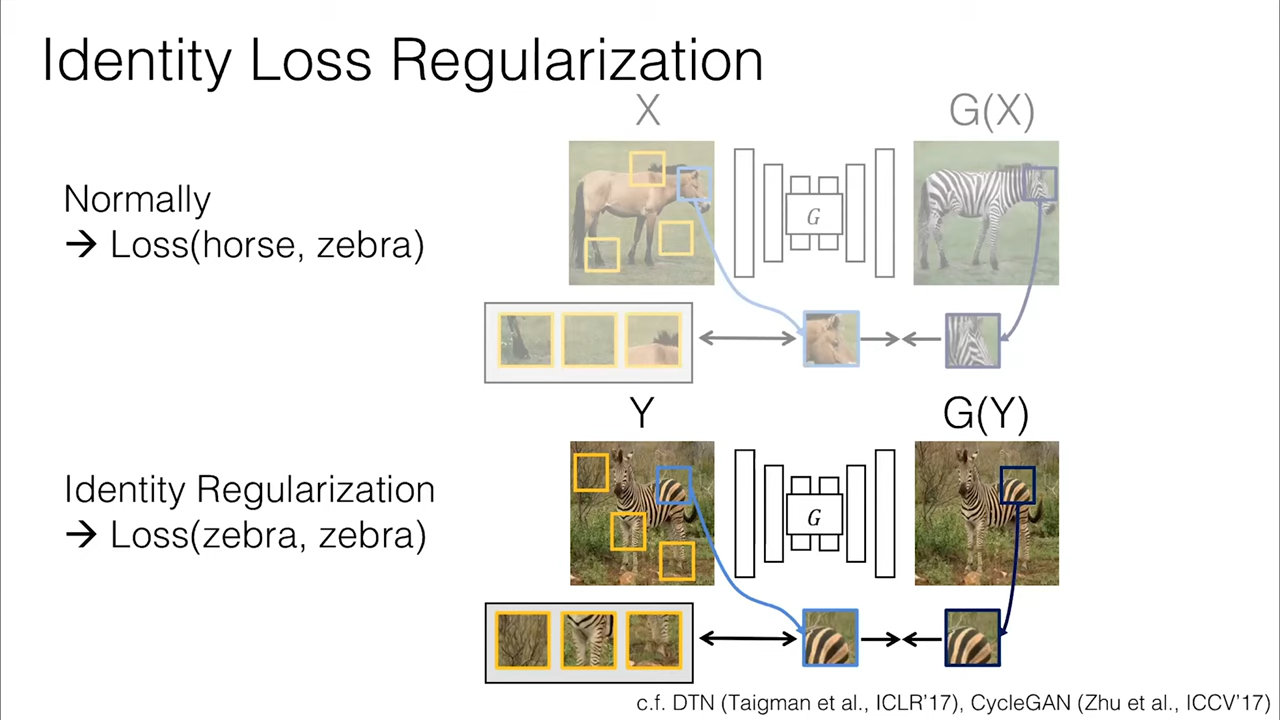 Identity Loss Regularization
X
G(X)
Normally
→ Loss(horse, zebra)
G
Y
G(Y)
Identity Regularization
→ Loss(zebra, zebra)
G
c.f. DTN (Taigman et al., ICLR’17), CycleGAN (Zhu et al., ICCV’17)